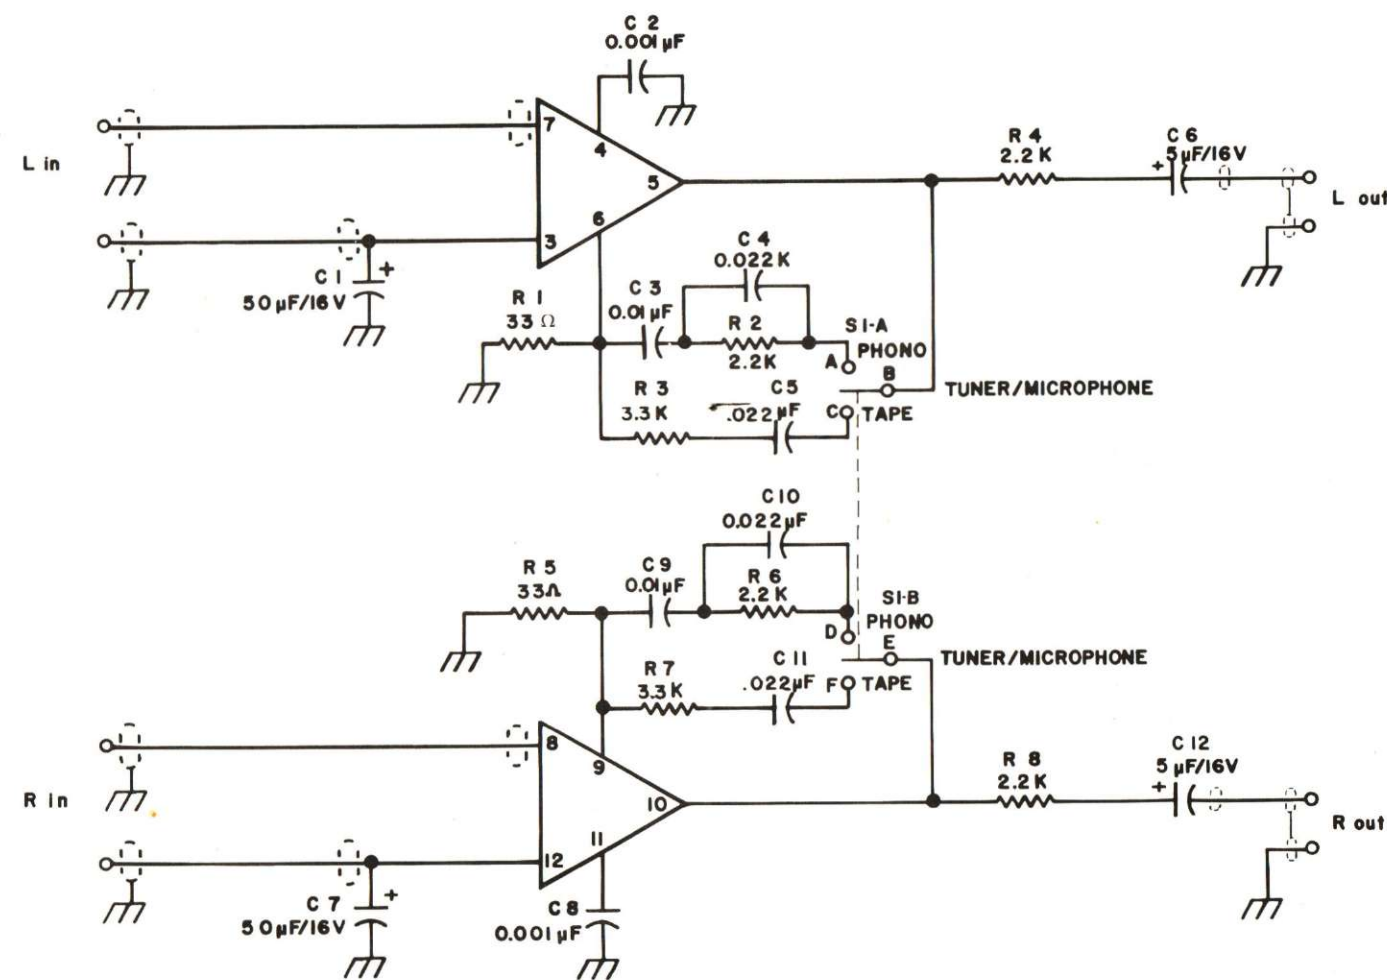 C 2
0.001 µF
L in
7
4
5
6
3
R 4
2.2 K
C 6
+ 5 µF/16V
L out
C 1
+
50 µF/16V
R 1
33 Ω
C 3
0.01 µF
C 4
0.022 K
R 2
2.2K
S1-A
PHONO
A
B
TUNER/MICROPHONE
R 3
3.3 K
C 5
.022 µF
C
TAPE
C 10
0.022 µF
R 5
33Ω
C 9
0.01 µF
R 6
2.2 K
S1-B
PHONO
D
E
TUNER/MICROPHONE
R 7
3.3 K
C 11
.022 µF
F
TAPE
R in
8
9
10
11
12
R 8
2.2 K
C 12
5 µF/16V
+
R out
C 7
+
50 µF/16V
C 8
0.001 µF